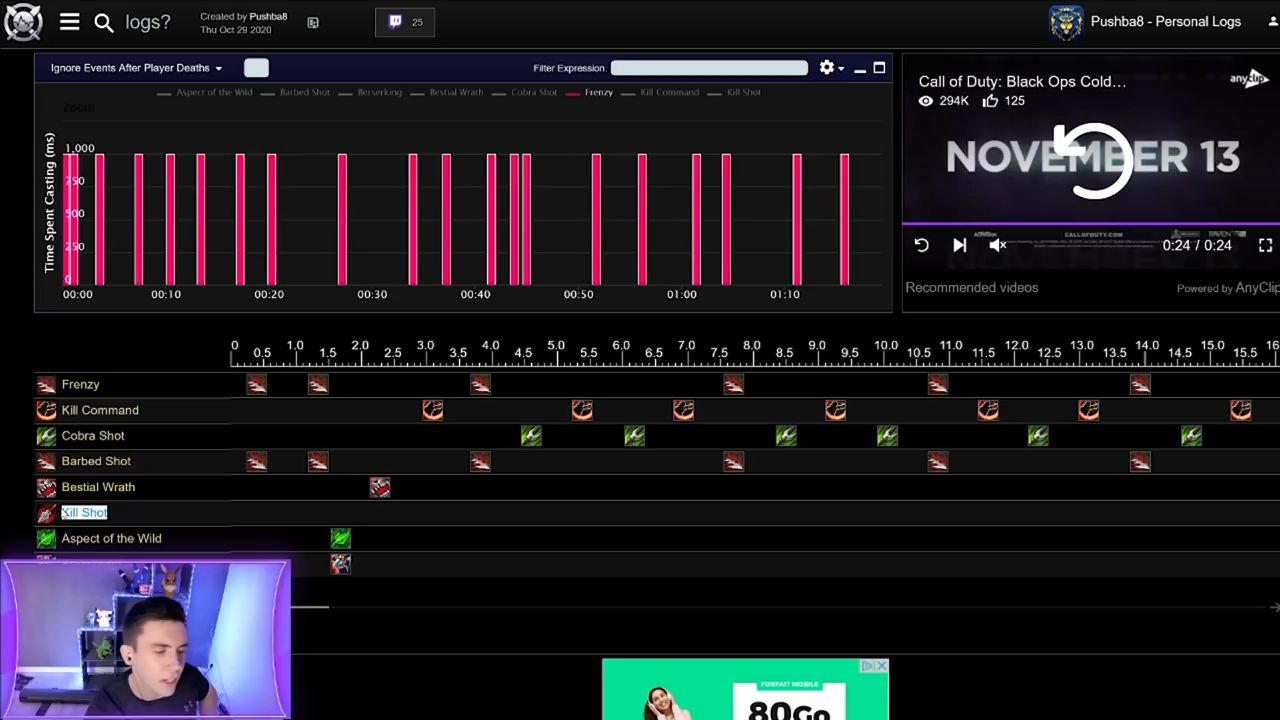 logs?
Created by Pushba8
Thu Oct 29 2020
25
Pushba8 - Personal Logs
Ignore Events After Player Deaths
Filter Expression:
Aspect of the Wild
Barbed Shot
Berserking
Bestial Wrath
Cobra Shot
Frenzy
Kill Command
Kill Shot
Zoom
Time Spent Casting (ms)
1,000
750
500
250
0
00:00 00:10 00:20 00:30 00:40 00:50 01:00 01:10
Call of Duty: Black Ops Cold…
294K 125
anyclip
NOVEMBER 13
CALLOFDUTY.COM
0:24 / 0:24
Recommended videos
Powered by AnyClip
0 0.5 1.0 1.5 2.0 2.5 3.0 3.5 4.0 4.5 5.0 5.5 6.0 6.5 7.0 7.5 8.0 8.5 9.0 9.5 10.0 10.5 11.0 11.5 12.0 12.5 13.0 13.5 14.0 14.5 15.0 15.5 16
Frenzy
Kill Command
Cobra Shot
Barbed Shot
Bestial Wrath
Kill Shot
Aspect of the Wild
FORFAIT MOBILE
80Go